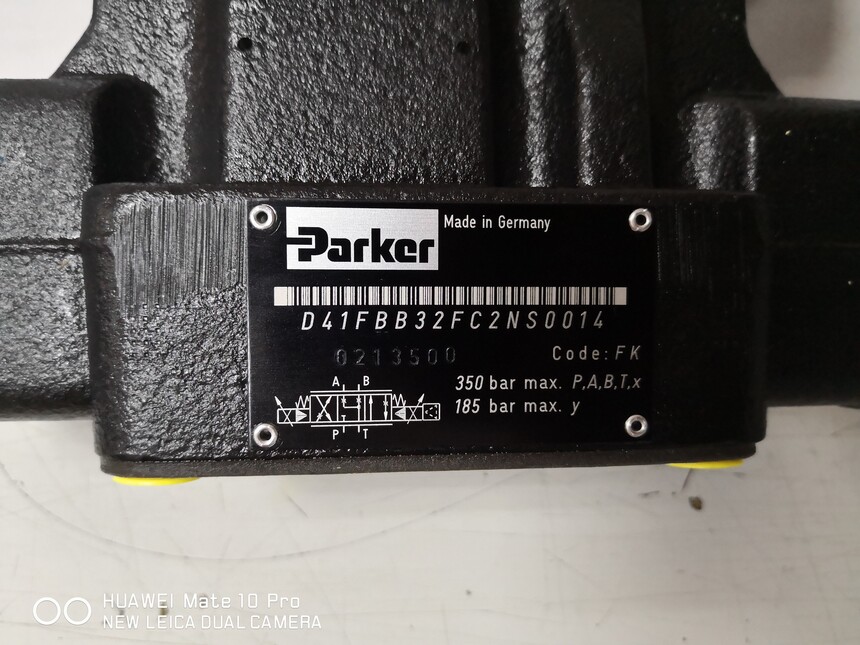 Parker
Made in Germany
D41FBB32FC2NS0014
0213500
Code: FK
A B
350 bar max. P,A,B,T,x
185 bar max. y
P T
HUAWEI Mate 10 Pro
NEW LEICA DUAL CAMERA